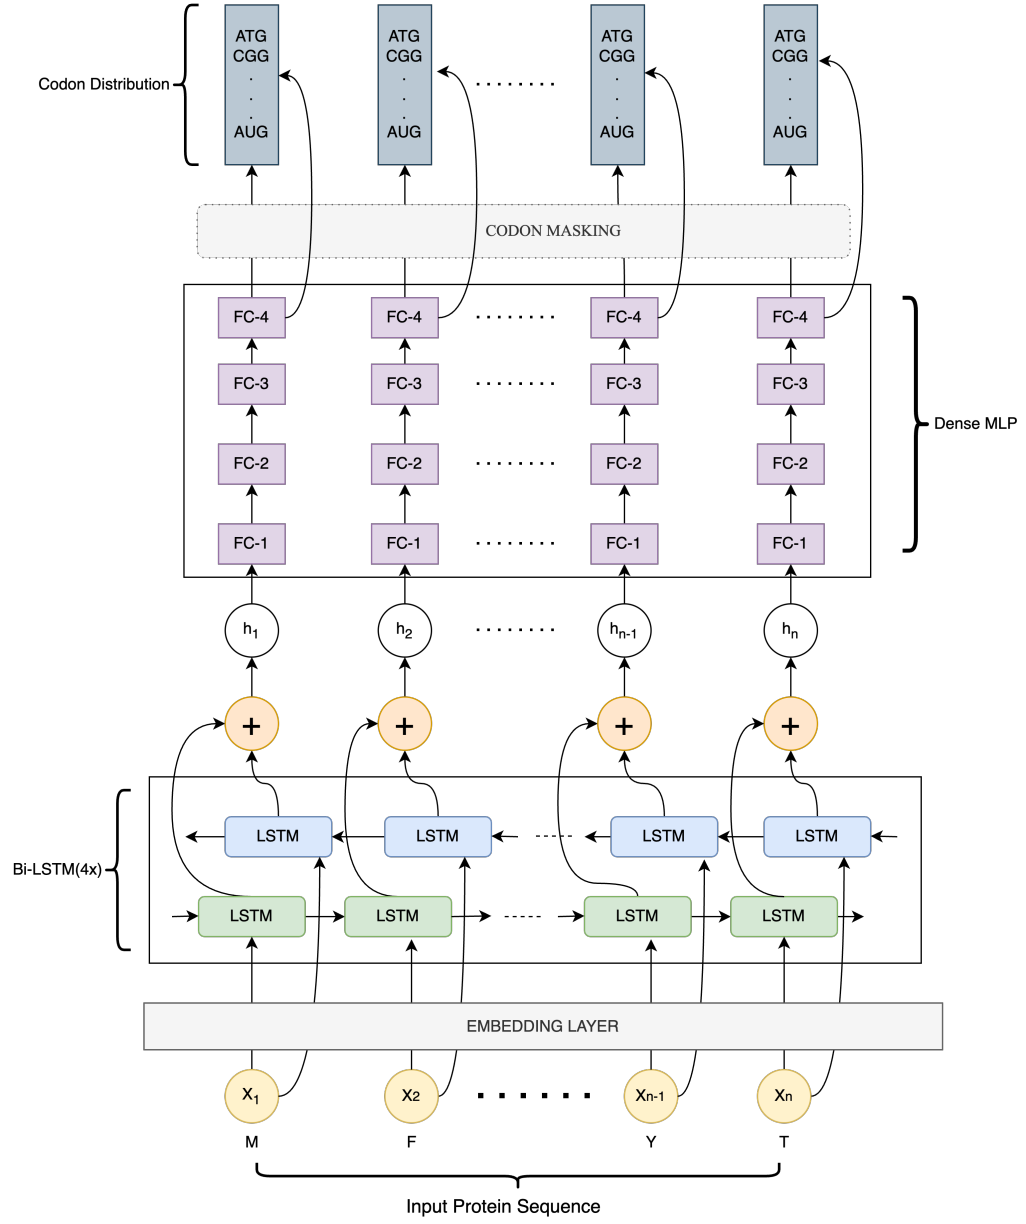 ATG ATG ATG ATG
CGG CGG CGG CGG
Codon Distribution . . . . . . . .
AUG AUG AUG AUG
CODON MASKING
FC-4 FC-4 . . . . . . . . FC-4 FC-4
FC-3 FC-3 . . . . . . . . FC-3 FC-3
Dense MLP
FC-2 FC-2 . . . . . . . . FC-2 FC-2
FC-1 FC-1 . . . . . . . . FC-1 FC-1
h1 h2 . . . . . . . . hn-1 hn
+ + + +
LSTM LSTM LSTM LSTM
Bi-LSTM(4x)
LSTM LSTM LSTM LSTM
EMBEDDING LAYER
X1 X2 . . . . . . . Xn-1 Xn
M F Y T
Input Protein Sequence